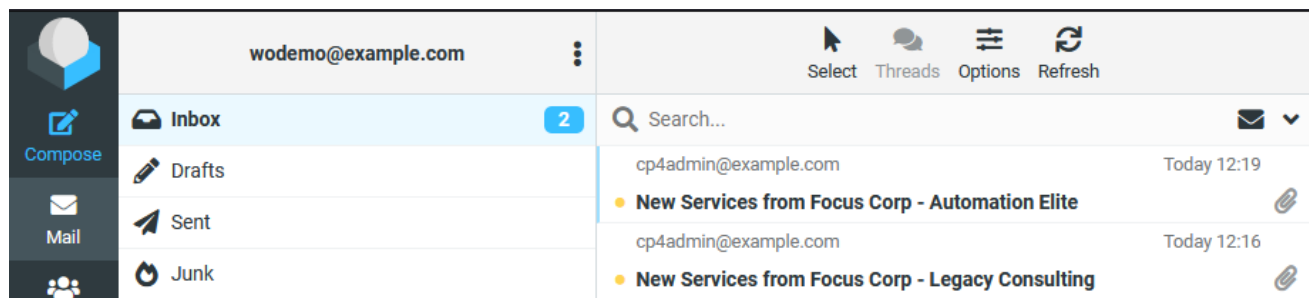 wodemo@example.com
Select Threads Options Refresh
Compose
Mail
Inbox 2
Drafts
Sent
Junk
Search...
cp4admin@example.com Today 12:19
New Services from Focus Corp - Automation Elite
cp4admin@example.com Today 12:16
New Services from Focus Corp - Legacy Consulting